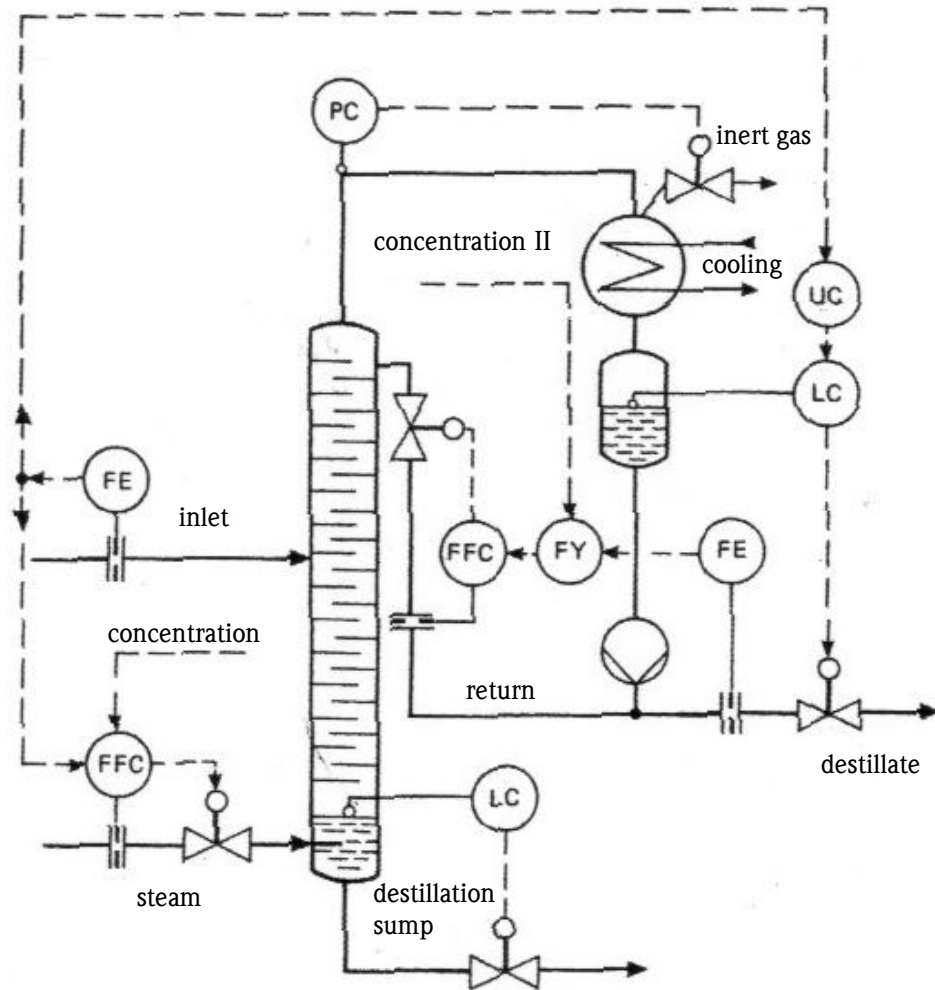 PC
inert gas
concentration II
cooling
UC
LC
FE
inlet
FFC
FY
FE
concentration
return
FFC
LC
destillate
steam
destillation
sump